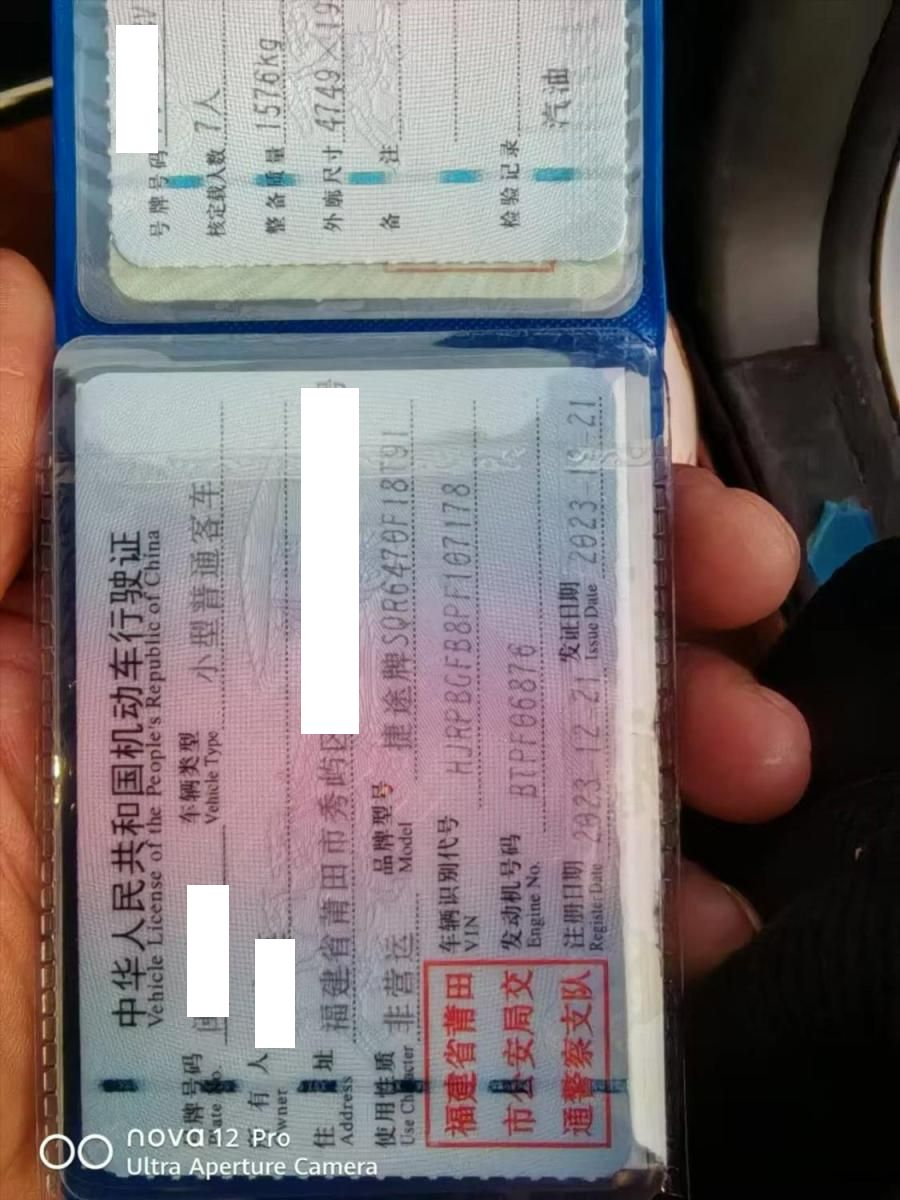 中华人民共和国机动车行驶证
Vehicle License of the People's Republic of China
号牌号码
车辆类型 小型普通客车
Vehicle Type
所有人
Owner
住址 福建省莆田市秀屿区
Address
使用性质 非营运 品牌型号 捷途牌SQR6470F18T91
Use Character Model
车辆识别代号 HJRPBGFB8PF107178
VIN
发动机号码 BTPF06876
Engine No.
注册日期 2023-12-21 发证日期 2023-12-21
Register Date Issue Date
福建省莆田
市公安局交
通警察支队
号牌号码
核定载人数 7人
整备质量 1576kg
外廓尺寸 4749×19
备注
检验记录
汽油
nova 12 Pro
Ultra Aperture Camera